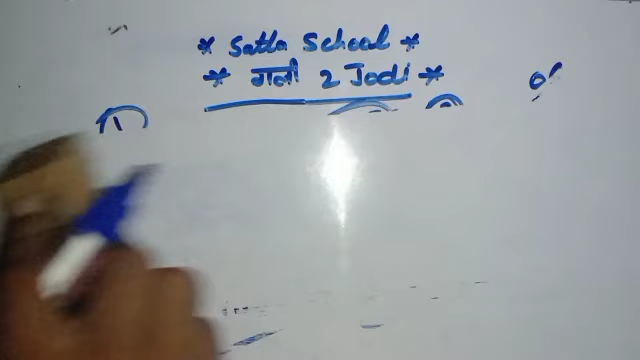 * Satta School *
* गली 2 Jodi *